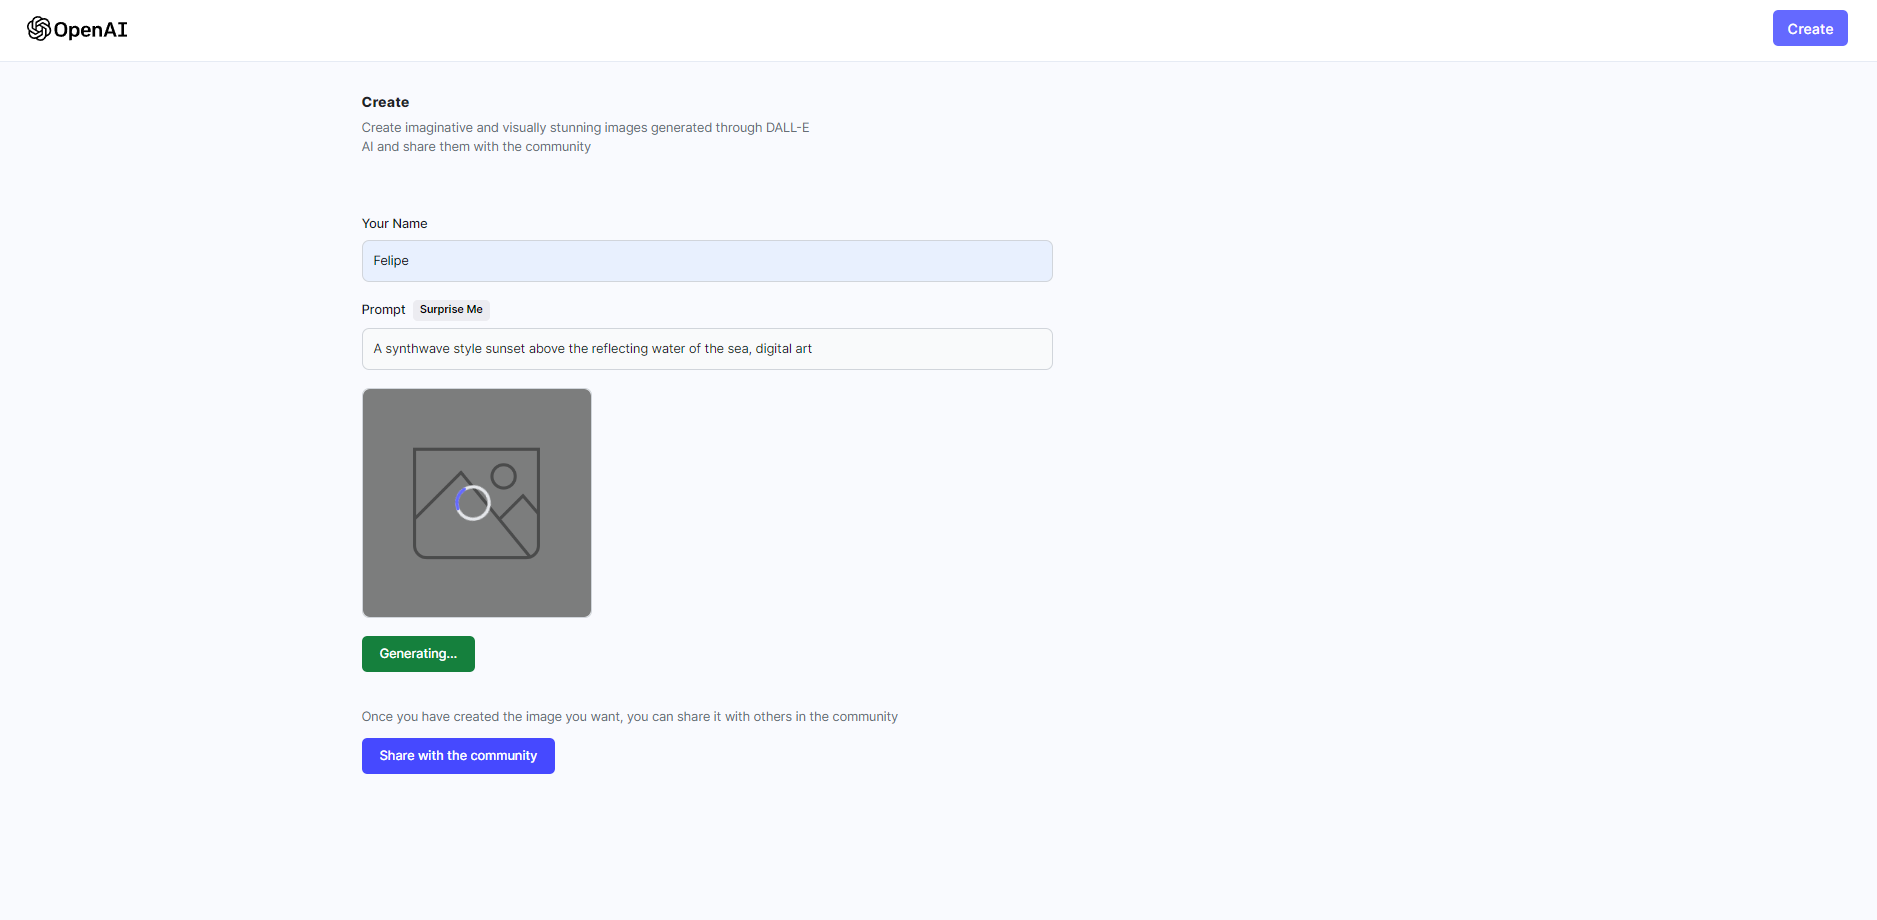 OpenAI
Create
Create
Create imaginative and visually stunning images generated through DALL-E
AI and share them with the community
Your Name
Felipe
Prompt Surprise Me
A synthwave style sunset above the reflecting water of the sea, digital art
Generating...
Once you have created the image you want, you can share it with others in the community
Share with the community